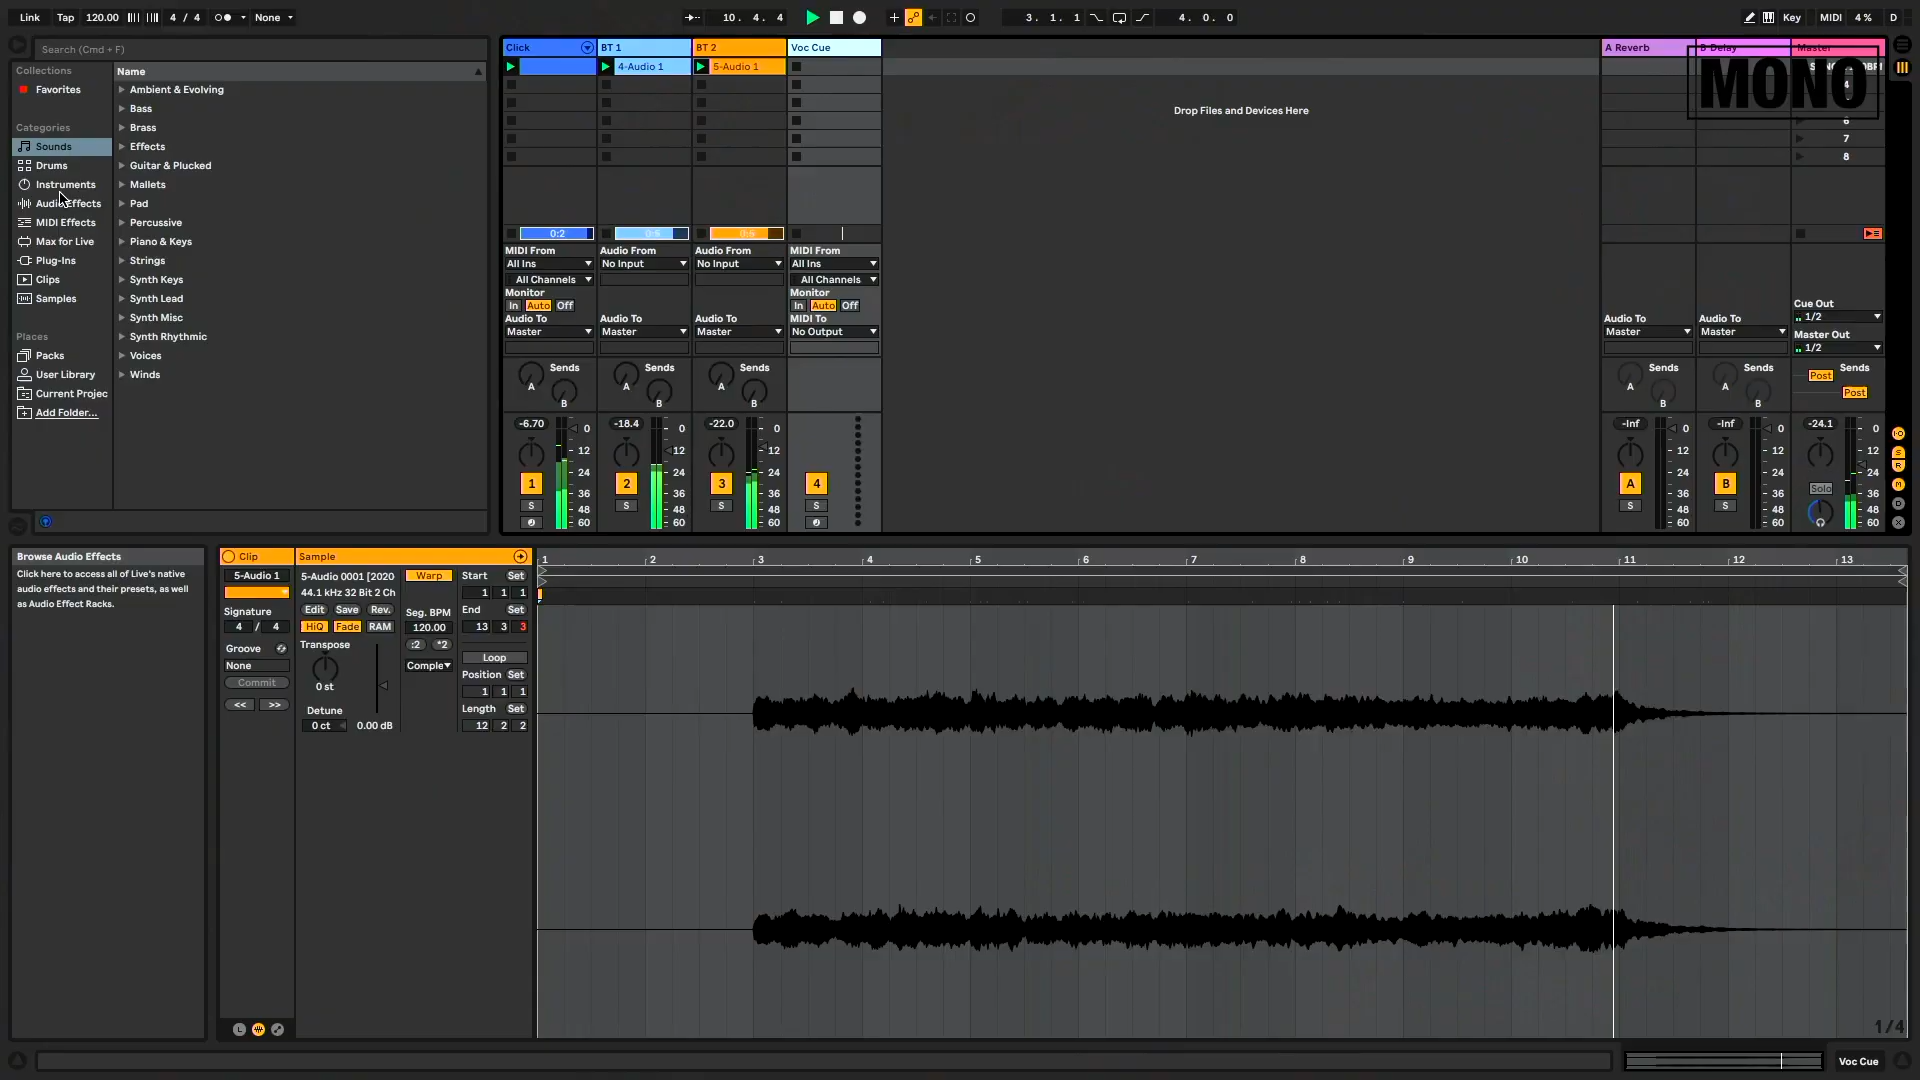 Link Tap 120.00 4 / 4 None 10. 4. 4 3. 1. 1 4. 0. 0 Key MIDI 4 % D
Search (Cmd + F)
Collections
Favorites
Categories
Sounds
Drums
Instruments
Audio Effects
MIDI Effects
Max for Live
Plug-Ins
Clips
Samples
Places
Packs
User Library
Current Projec
Add Folder...
Name
Ambient & Evolving
Bass
Brass
Effects
Guitar & Plucked
Mallets
Pad
Percussive
Piano & Keys
Strings
Synth Keys
Synth Lead
Synth Misc
Synth Rhythmic
Voices
Winds
Click BT 1 BT 2 Voc Cue A Reverb B Delay Master
4-Audio 1 5-Audio 1
MONO
Drop Files and Devices Here
4
6
7
8
0:2
MIDI From Audio From Audio From MIDI From
All Ins No Input No Input All Ins
All Channels All Channels
Monitor Monitor
In Auto Off In Auto Off
Audio To Audio To Audio To MIDI To
Master Master Master No Output
Audio To Audio To
Master Master
Cue Out
1/2
Master Out
1/2
Sends Sends Sends Sends Sends Sends
A A A A B Post
B B B A B Post
-6.70 -18.4 -22.0 -Inf -Inf -24.1
0 0 0 0 0 0
12 12 12 12 12 12
24 24 24 24 24 24
1 2 3 4 A B Solo
36 36 36 36 36 36
S S S S S S
48 48 48 48 48 48
60 60 60 60 60 60
Browse Audio Effects
Click here to access all of Live's native
audio effects and their presets, as well
as Audio Effect Racks.
Clip
5-Audio 1
Signature
4 / 4
Groove
None
Commit
<< >>
Sample
5-Audio 0001 [2020
44.1 kHz 32 Bit 2 Ch
Edit Save Rev.
HiQ Fade RAM
Transpose
0 st
Detune
0 ct 0.00 dB
Warp
Seg. BPM
120.00
:2 *2
Comple
Start Set
1 1 1
End Set
13 3 3
Loop
Position Set
1 1 1
Length Set
12 2 2
1 2 3 4 5 6 7 8 9 10 11 12 13
1/4
Voc Cue